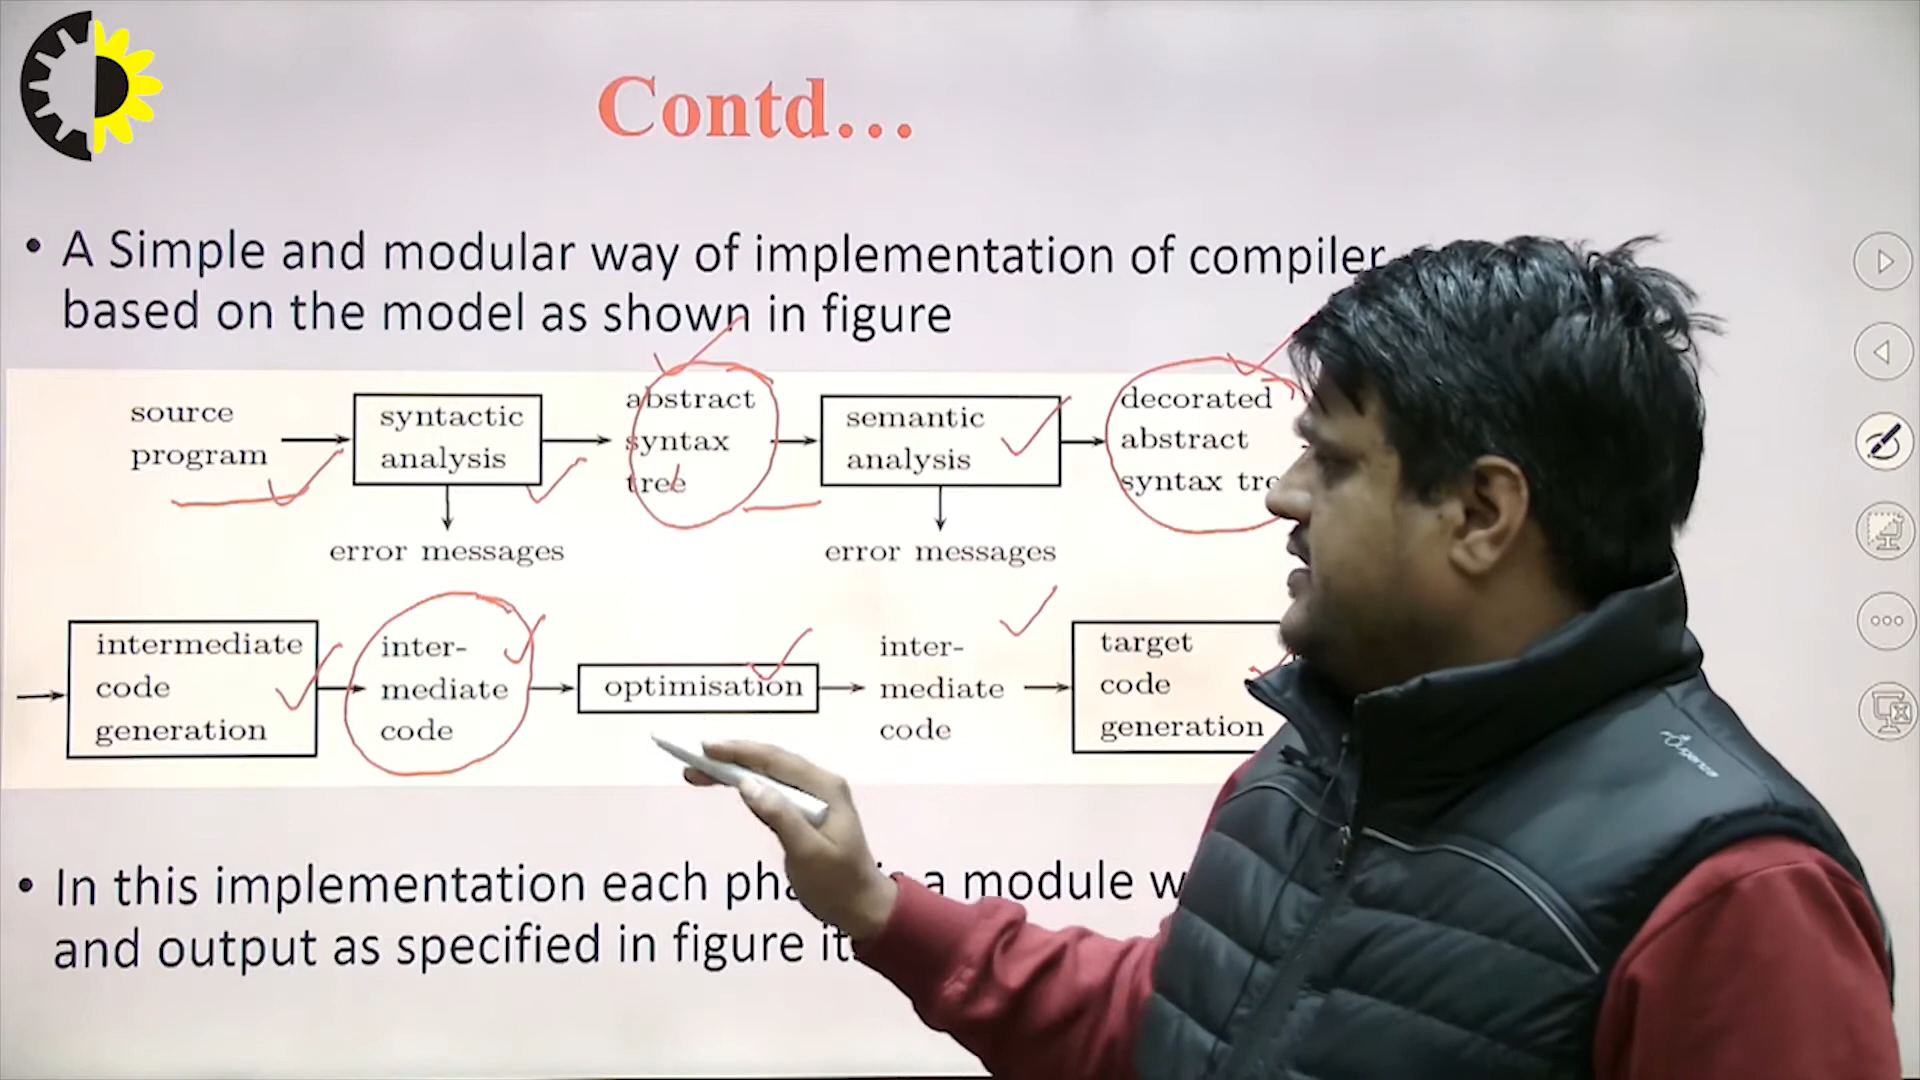 Contd...
• A Simple and modular way of implementation of compiler
based on the model as shown in figure
source
program
syntactic
analysis
abstract
syntax
tree
semantic
analysis
decorated
abstract
syntax
error messages
error messages
intermediate
code
generation
inter-
mediate
code
optimisation
inter-
mediate
code
target
code
generation
• In this implementation each a module
and output as specified in figure